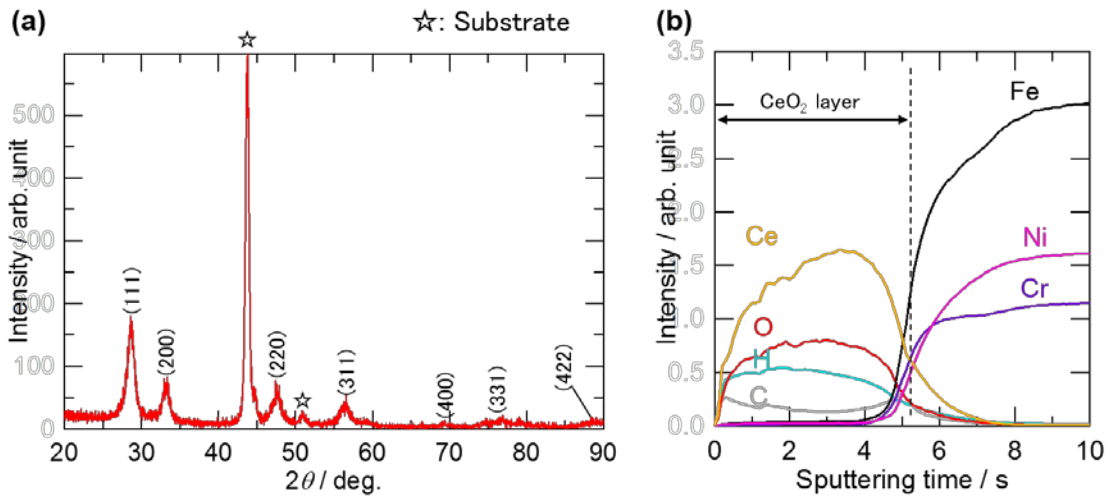 (a)
☆: Substrate
☆
Intensity / arb. unit
500
400
300
200
100
0
(111)
(200)
(220)
☆
(311)
(400)
(331)
(422)
20 30 40 50 60 70 80 90
2θ / deg.
(b)
Intensity / arb. unit
3.5
3.0
2.5
2.0
1.5
1.0
0.5
0.0
CeO₂ layer
Fe
Ce
Ni
Cr
O
H
C
0 2 4 6 8 10
Sputtering time / s